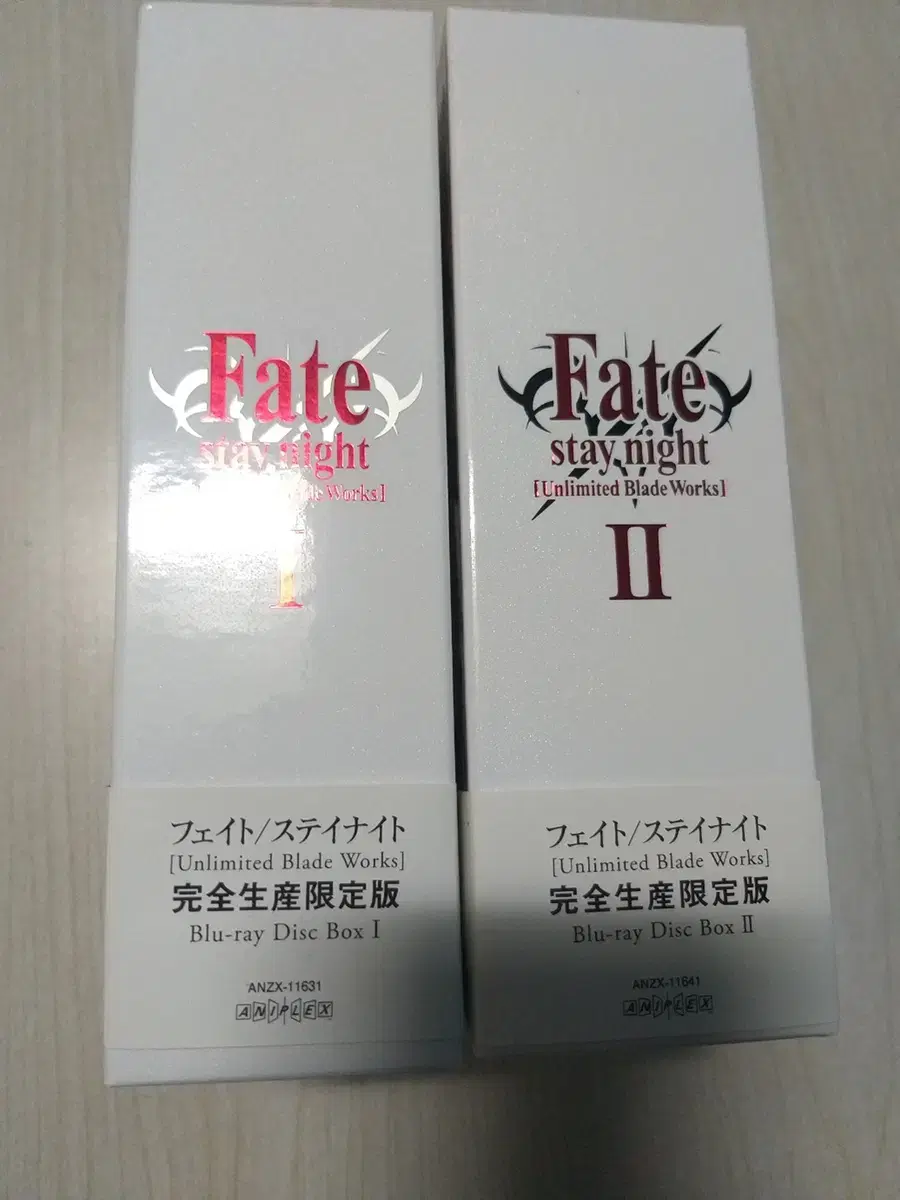 Fate
stay night
Works]
I
フェイト/ステイナイト
[Unlimited Blade Works]
完全生産限定版
Blu-ray Disc Box I
ANZX-11631
ANIPLEX
Fate
stay night
[Unlimited Blade Works]
II
フェイト/ステイナイト
[Unlimited Blade Works]
完全生産限定版
Blu-ray Disc Box II
ANZX-11641
ANIPLEX